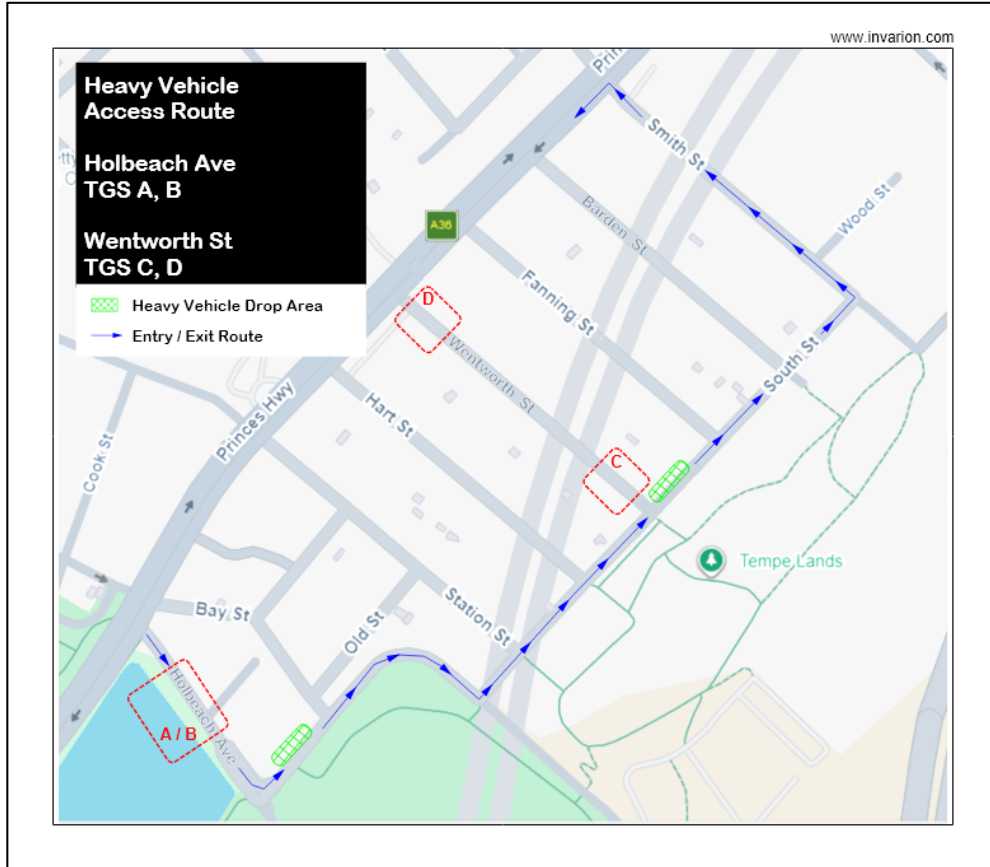 www.invarion.com
Heavy Vehicle
Access Route
Holbeach Ave
TGS A, B
Wentworth St
TGS C, D
Heavy Vehicle Drop Area
Entry / Exit Route
Smith St
Wood St
Barden St
A36
Fanning St
D
Wentworth St
South St
Princes Hwy
Hart St
Cook St
C
Tempe Lands
Bay St
Old St
Station St
Holbeach Ave
A / B